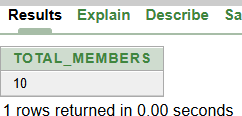 Results Explain Describe Sa
TOTAL_MEMBERS
10
1 rows returned in 0.00 seconds